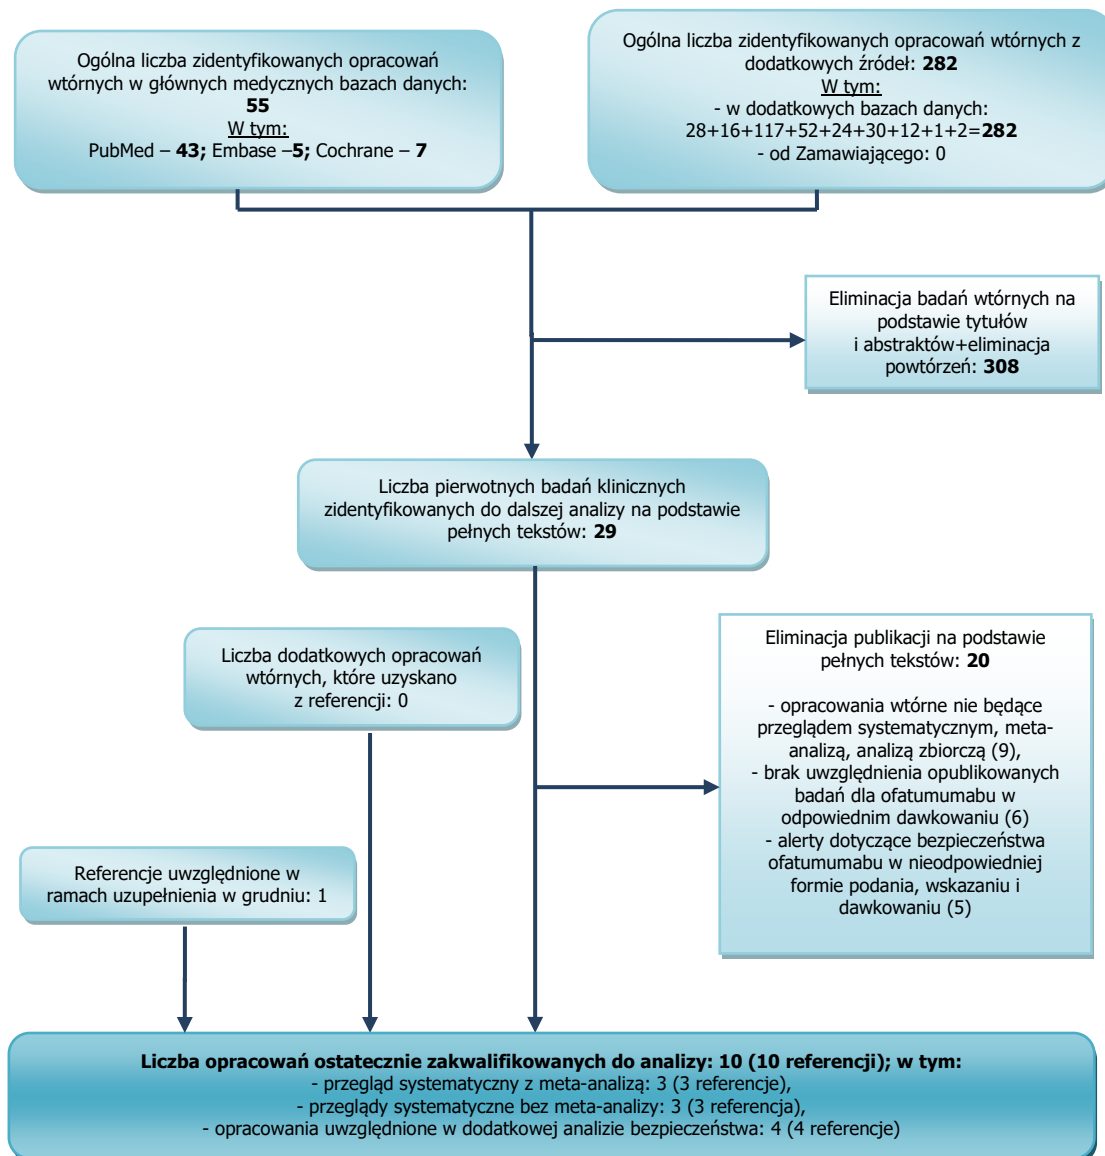 Ogólna liczba zidentyfikowanych opracowań
wtórnych w głównych medycznych bazach danych:
55
W tym:
PubMed – 43; Embase –5; Cochrane – 7
Ogólna liczba zidentyfikowanych opracowań wtórnych z
dodatkowych źródeł: 282
W tym:
- w dodatkowych bazach danych:
28+16+117+52+24+30+12+1+2=282
- od Zamawiającego: 0
Eliminacja badań wtórnych na
podstawie tytułów
i abstraktów+eliminacja
powtórzeń: 308
Liczba pierwotnych badań klinicznych
zidentyfikowanych do dalszej analizy na podstawie
pełnych tekstów: 29
Liczba dodatkowych opracowań
wtórnych, które uzyskano
z referencji: 0
Eliminacja publikacji na podstawie
pełnych tekstów: 20
- opracowania wtórne nie będące
przeglądem systematycznym, meta-
analizą, analizą zbiorczą (9),
- brak uwzględnienia opublikowanych
badań dla ofatumumabu w
odpowiednim dawkowaniu (6)
- alerty dotyczące bezpieczeństwa
ofatumumabu w nieodpowiedniej
formie podania, wskazaniu i
dawkowaniu (5)
Referencje uwzględnione w
ramach uzupełnienia w grudniu: 1
Liczba opracowań ostatecznie zakwalifikowanych do analizy: 10 (10 referencji); w tym:
- przegląd systematyczny z meta-analizą: 3 (3 referencje),
- przeglądy systematyczne bez meta-analizy: 3 (3 referencja),
- opracowania uwzględnione w dodatkowej analizie bezpieczeństwa: 4 (4 referencje)